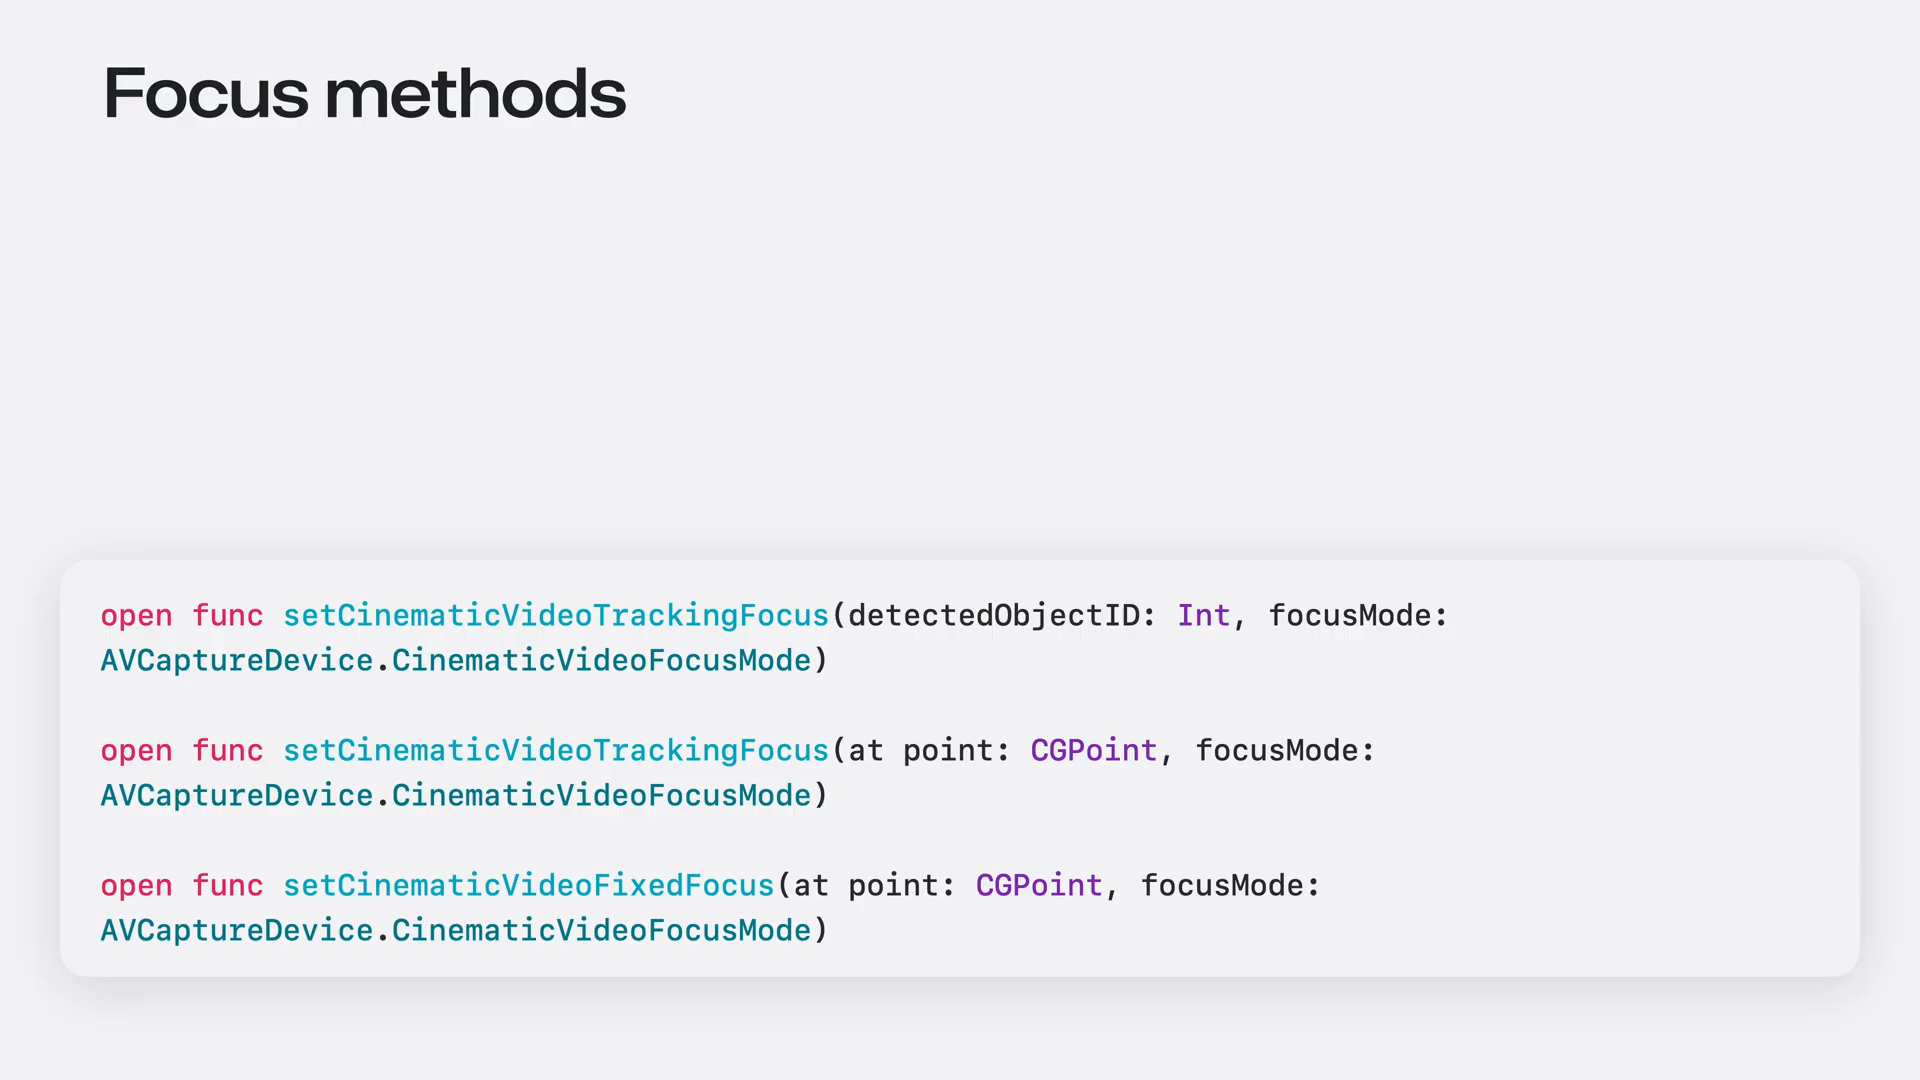 Focus methods
open func setCinematicVideoTrackingFocus(detectedObjectID: Int, focusMode:
AVCaptureDevice.CinematicVideoFocusMode)
open func setCinematicVideoTrackingFocus(at point: CGPoint, focusMode:
AVCaptureDevice.CinematicVideoFocusMode)
open func setCinematicVideoFixedFocus(at point: CGPoint, focusMode:
AVCaptureDevice.CinematicVideoFocusMode)